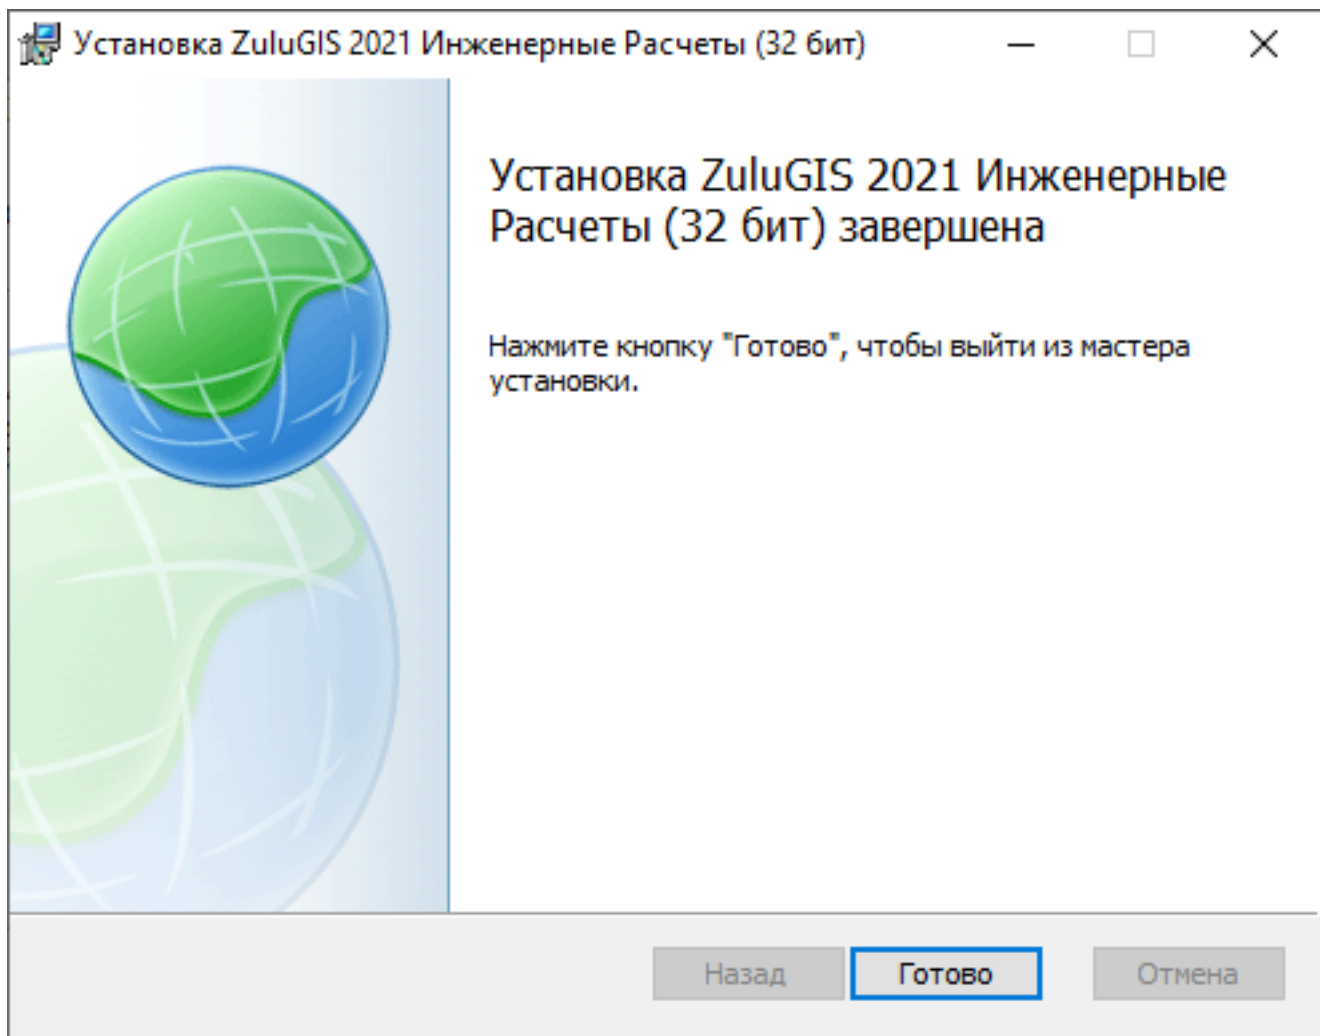 Установка ZuluGIS 2021 Инженерные Расчеты (32 бит)
Установка ZuluGIS 2021 Инженерные
Расчеты (32 бит) завершена
Нажмите кнопку "Готово", чтобы выйти из мастера
установки.
Назад
Готово
Отмена